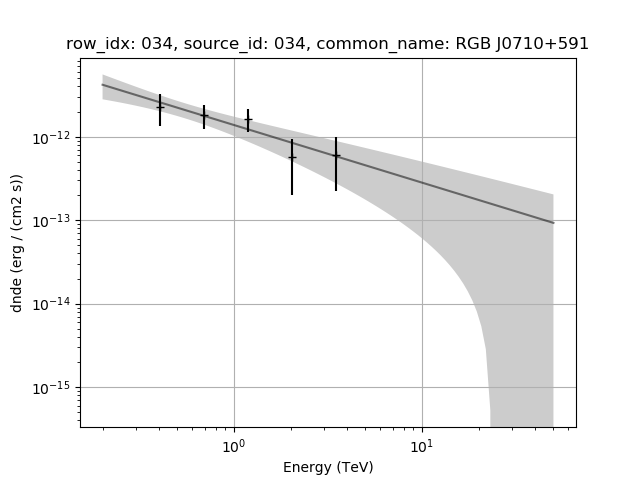 row_idx: 034, source_id: 034, common_name: RGB J0710+591
dnde (erg / (cm2 s))
10⁻¹²
10⁻¹³
10⁻¹⁴
10⁻¹⁵
10⁰ 10¹
Energy (TeV)